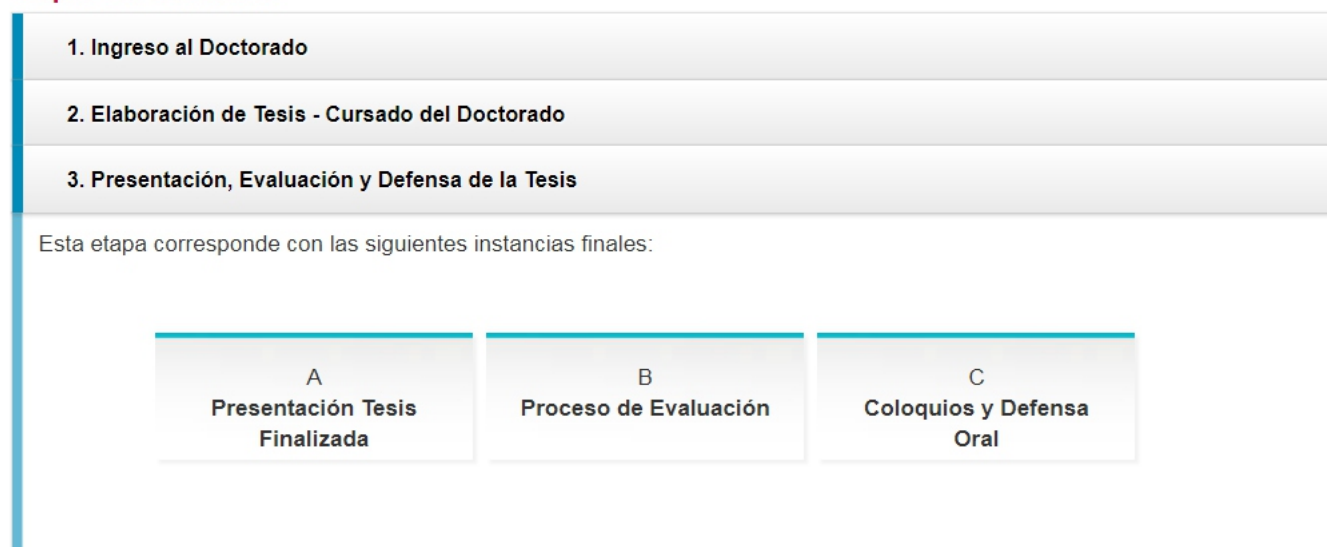 1. Ingreso al Doctorado
2. Elaboración de Tesis - Cursado del Doctorado
3. Presentación, Evaluación y Defensa de la Tesis
Esta etapa corresponde con las siguientes instancias finales:
A
Presentación Tesis
Finalizada
B
Proceso de Evaluación
C
Coloquios y Defensa
Oral